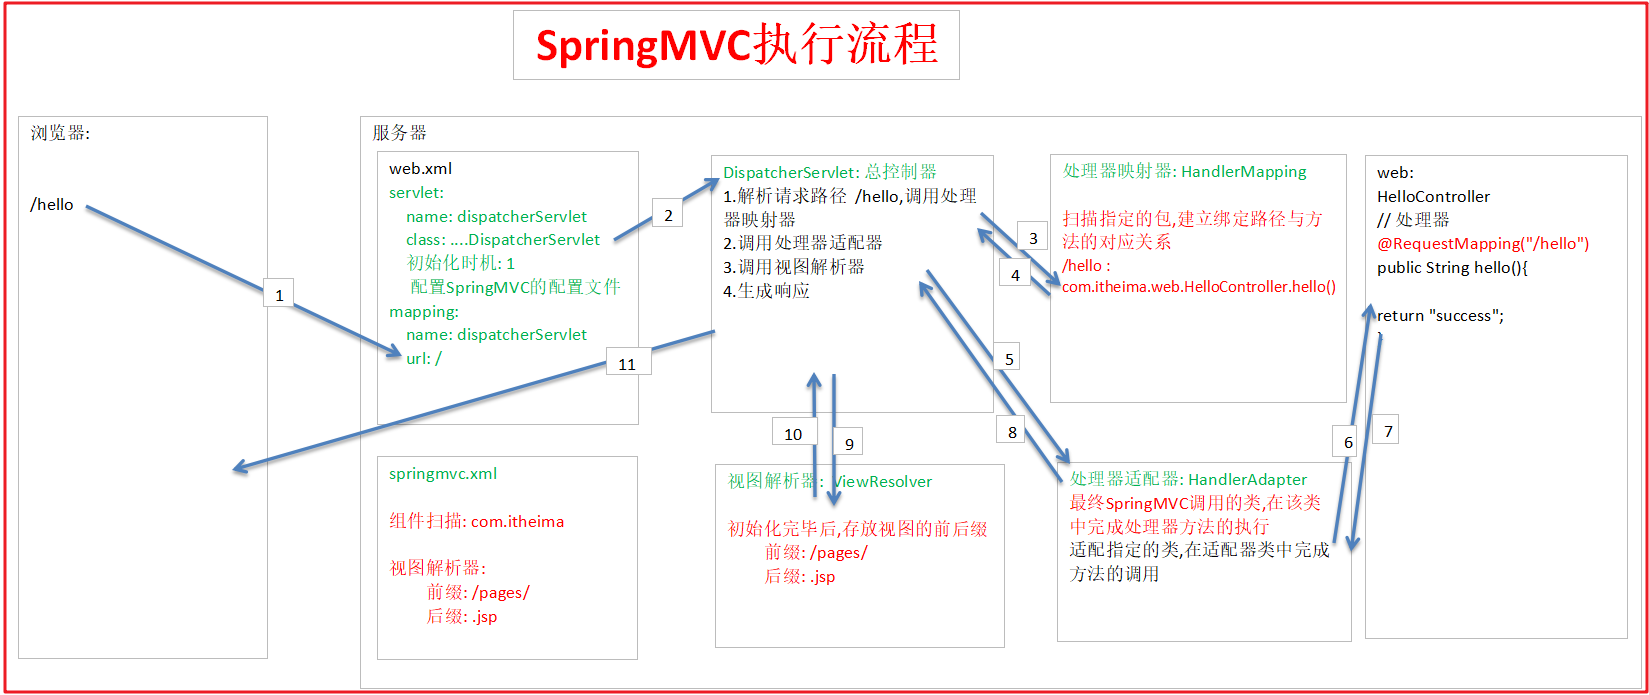 SpringMVC执行流程
浏览器:
/hello
1
服务器
web.xml
servlet:
name: dispatcherServlet
class: ....DispatcherServlet
初始化时机: 1
配置SpringMVC的配置文件
mapping:
name: dispatcherServlet
url: /
2
11
springmvc.xml
组件扫描: com.itheima
视图解析器:
前缀: /pages/
后缀: .jsp
DispatcherServlet: 总控制器
1.解析请求路径 /hello,调用处理
器映射器
2.调用处理器适配器
3.调用视图解析器
4.生成响应
3
4
5
8
10
9
视图解析器: ViewResolver
初始化完毕后,存放视图的前后缀
前缀: /pages/
后缀: .jsp
处理器映射器: HandlerMapping
扫描指定的包,建立绑定路径与方
法的对应关系
/hello :
com.itheima.web.HelloController.hello()
处理器适配器: HandlerAdapter
最终SpringMVC调用的类,在该类
中完成处理器方法的执行
适配指定的类,在适配器类中完成
方法的调用
6
7
web:
HelloController
// 处理器
@RequestMapping("/hello")
public String hello(){
return "success";
}